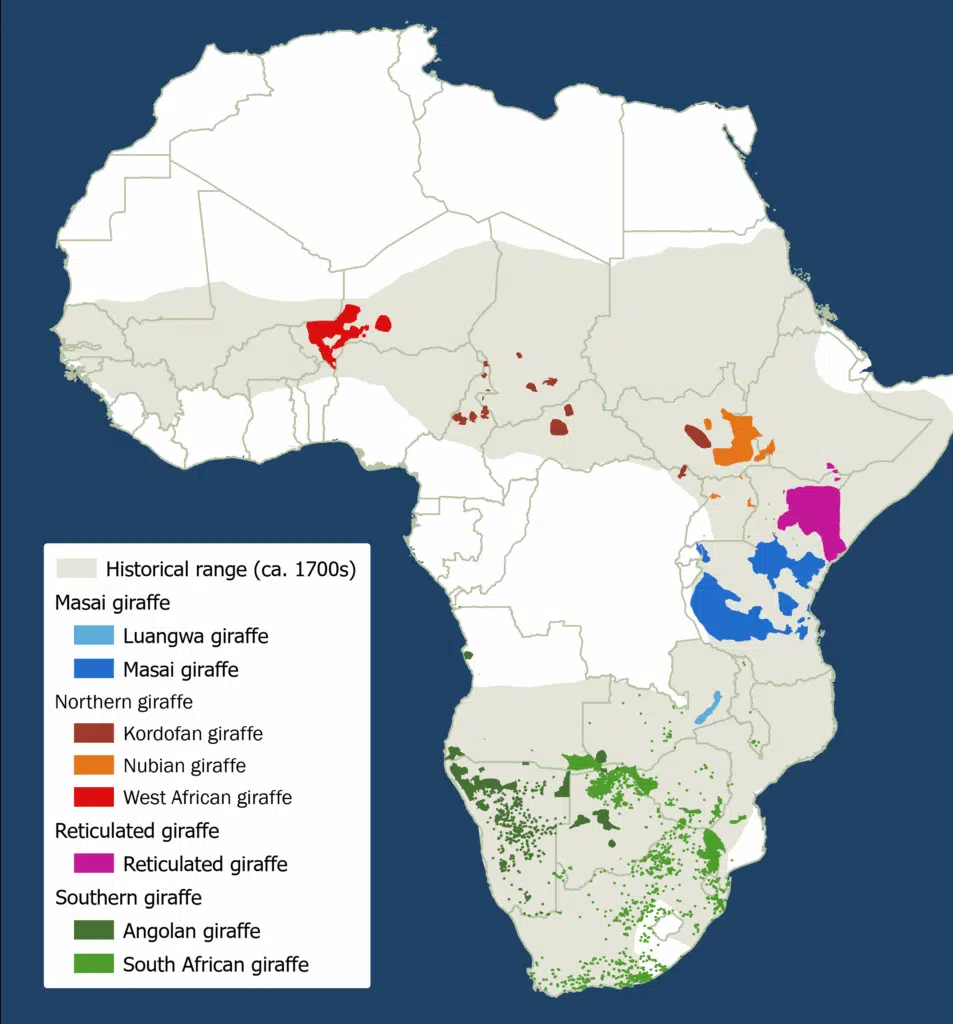 Historical range (ca. 1700s)
Masai giraffe
Luangwa giraffe
Masai giraffe
Northern giraffe
Kordofan giraffe
Nubian giraffe
West African giraffe
Reticulated giraffe
Reticulated giraffe
Southern giraffe
Angolan giraffe
South African giraffe